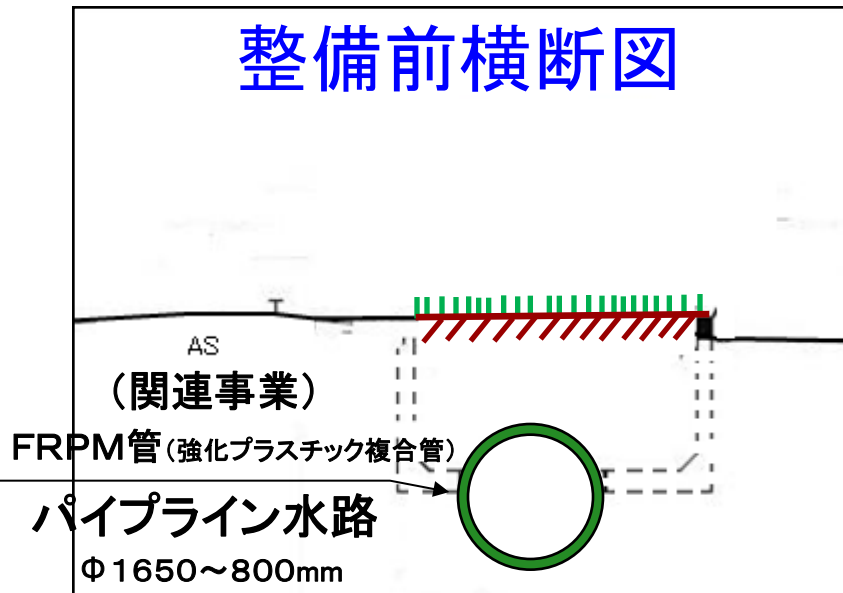 整備前横断図
AS
（関連事業）
FRPM管（強化プラスチック複合管）
パイプライン水路
Φ1650～800mm